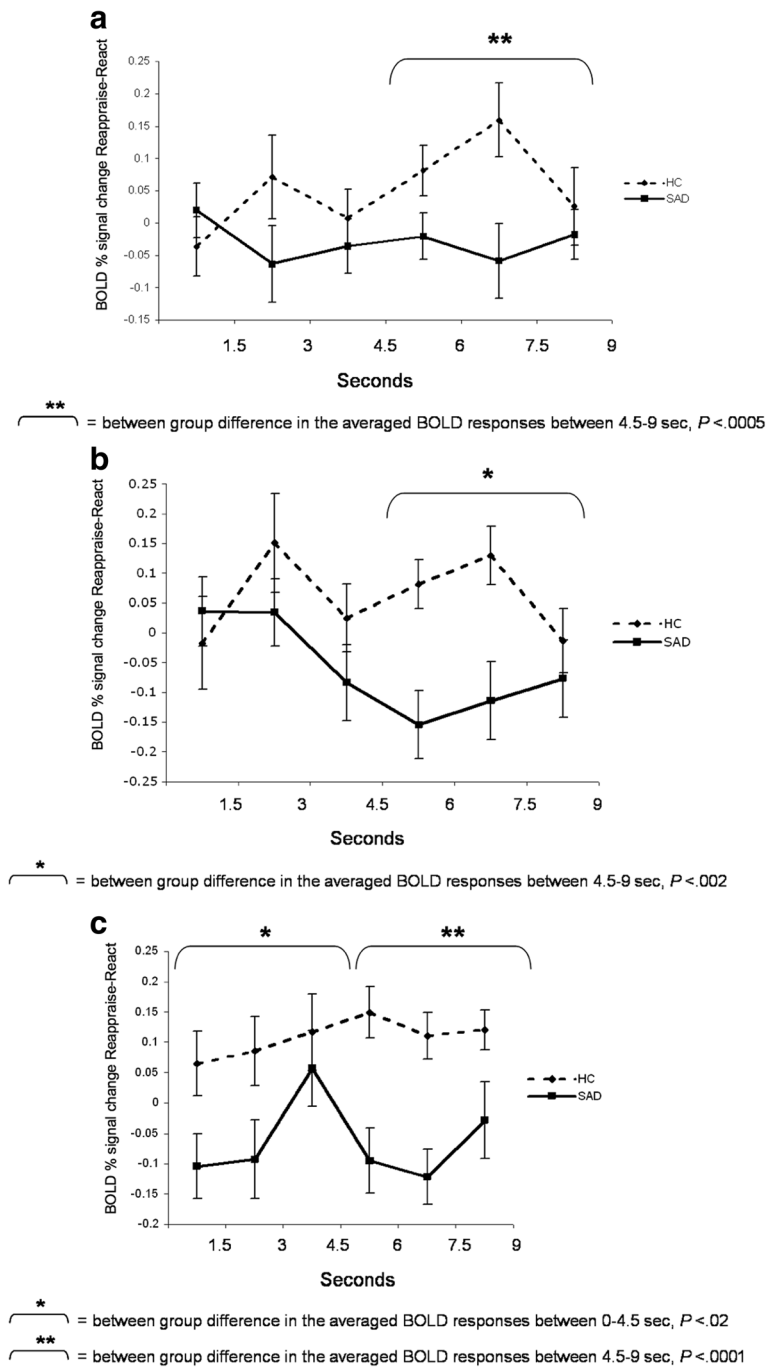 a
BOLD % signal change Reappraise-React
0.25
0.2
0.15
0.1
0.05
0
-0.05
-0.1
-0.15
**
HC
SAD
1.5 3 4.5 6 7.5 9
Seconds
** = between group difference in the averaged BOLD responses between 4.5-9 sec, P <.0005
b
BOLD % signal change Reappraise-React
0.25
0.2
0.15
0.1
0.05
0
-0.05
-0.1
-0.15
-0.2
-0.25
*
HC
SAD
1.5 3 4.5 6 7.5 9
Seconds
* = between group difference in the averaged BOLD responses between 4.5-9 sec, P <.002
c
BOLD % signal change Reappraise-React
0.25
0.2
0.15
0.1
0.05
0
-0.05
-0.1
-0.15
-0.2
* **
HC
SAD
1.5 3 4.5 6 7.5 9
Seconds
* = between group difference in the averaged BOLD responses between 0-4.5 sec, P <.02
** = between group difference in the averaged BOLD responses between 4.5-9 sec, P <.0001